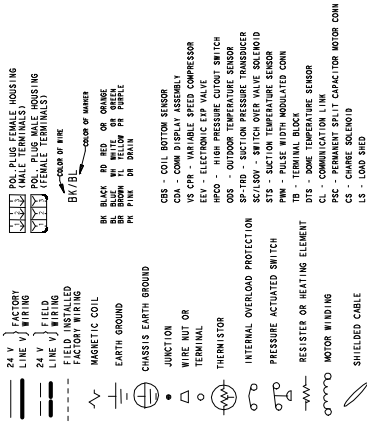 24 V } FACTORY
LINE V } WIRING
24 V } FIELD
LINE V } WIRING
FIELD INSTALLED
FACTORY WIRING
MAGNETIC COIL
EARTH GROUND
CHASSIS EARTH GROUND
JUNCTION
WIRE NUT OR
TERMINAL
THERMISTOR
INTERNAL OVERLOAD PROTECTION
PRESSURE ACTUATED SWITCH
RESISTER OR HEATING ELEMENT
MOTOR WINDING
SHIELDED CABLE
POL. PLUG FEMALE HOUSING
(MALE TERMINALS)
POL. PLUG MALE HOUSING
(FEMALE TERMINALS)
COLOR OF WIRE
BK/BL
COLOR OF MARKER
BK BLACK RD RED OR ORANGE
BL BLUE WH WHITE GR GREEN
BR BROWN YL YELLOW PR PURPLE
PK PINK DR DRAIN
CBS - COIL BOTTOM SENSOR
CDA - COMN DISPLAY ASSEMBLY
VS CPR - VARIABLE SPEED COMPRESSOR
EEV - ELECTRONIC EXP VALVE
HPCO - HIGH PRESSURE CUTOUT SWITCH
ODS - OUTDOOR TEMPERATURE SENSOR
SP-TRD - SUCTION PRESSURE TRANSDUCER
SC/LSOV - SWITCH OVER VALVE SOLENOID
STS - SUCTION TEMPERATURE SENSOR
PWM - PULSE WIDTH MODULATED CONN
TB - TERMINAL BLOCK
DTS - DOME TEMPERATURE SENSOR
CL - COMMUNICATION LINK
PSC -PERMANENT SPLIT CAPACITOR MOTOR CONN
CS - CHARGE SOLENOID
LS - LOAD SHED